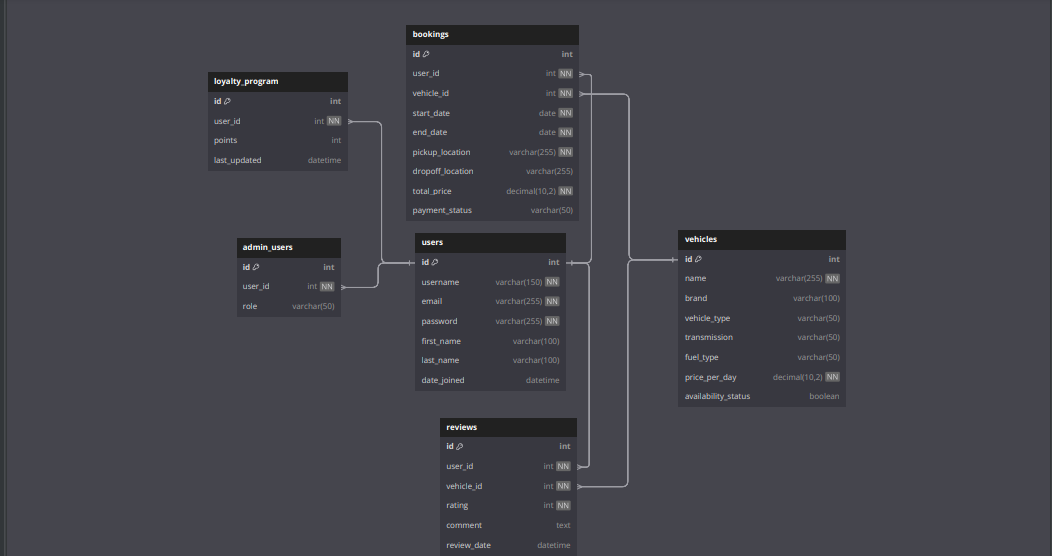 bookings
id int
user_id int NN
vehicle_id int NN
start_date date NN
end_date date NN
pickup_location varchar(255) NN
dropoff_location varchar(255)
total_price decimal(10,2) NN
payment_status varchar(50)
loyalty_program
id int
user_id int NN
points int
last_updated datetime
admin_users
id int
user_id int NN
role varchar(50)
users
id int
username varchar(150) NN
email varchar(255) NN
password varchar(255) NN
first_name varchar(100)
last_name varchar(100)
date_joined datetime
vehicles
id int
name varchar(255) NN
brand varchar(100)
vehicle_type varchar(50)
transmission varchar(50)
fuel_type varchar(50)
price_per_day decimal(10,2) NN
availability_status boolean
reviews
id int
user_id int NN
vehicle_id int NN
rating int NN
comment text
review_date datetime